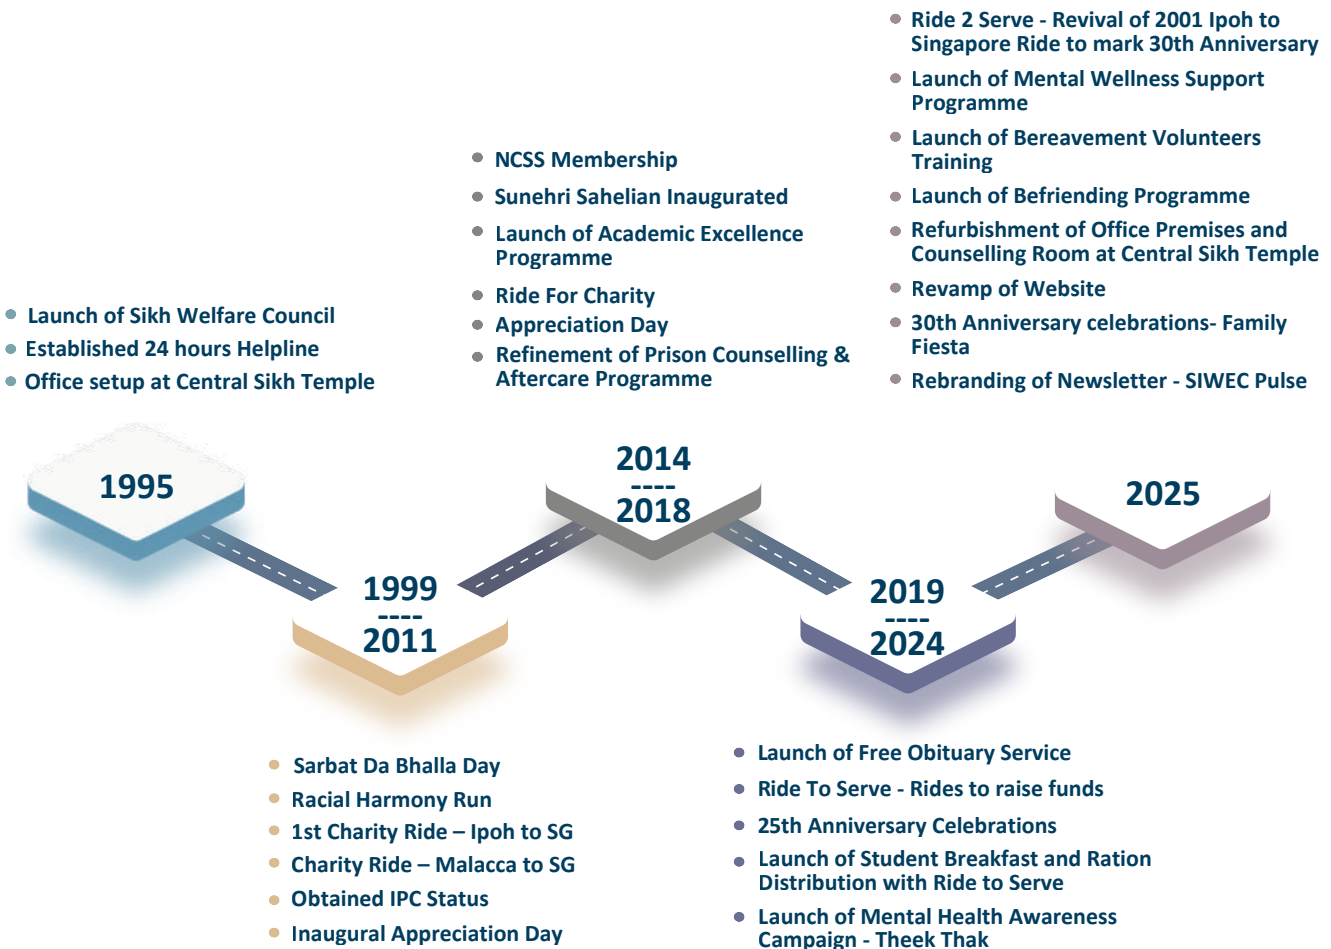 Launch of Sikh Welfare Council
Established 24 hours Helpline
Office setup at Central Sikh Temple
1995
1999
----
2011
Sarbat Da Bhalla Day
Racial Harmony Run
1st Charity Ride – Ipoh to SG
Charity Ride – Malacca to SG
Obtained IPC Status
Inaugural Appreciation Day
NCSS Membership
Sunehri Sahelian Inaugurated
Launch of Academic Excellence
Programme
Ride For Charity
Appreciation Day
Refinement of Prison Counselling &
Aftercare Programme
2014
----
2018
2019
----
2024
Launch of Free Obituary Service
Ride To Serve - Rides to raise funds
25th Anniversary Celebrations
Launch of Student Breakfast and Ration
Distribution with Ride to Serve
Launch of Mental Health Awareness
Campaign - Theek Thak
Ride 2 Serve - Revival of 2001 Ipoh to
Singapore Ride to mark 30th Anniversary
Launch of Mental Wellness Support
Programme
Launch of Bereavement Volunteers
Training
Launch of Befriending Programme
Refurbishment of Office Premises and
Counselling Room at Central Sikh Temple
Revamp of Website
30th Anniversary celebrations- Family
Fiesta
Rebranding of Newsletter - SIWEC Pulse
2025